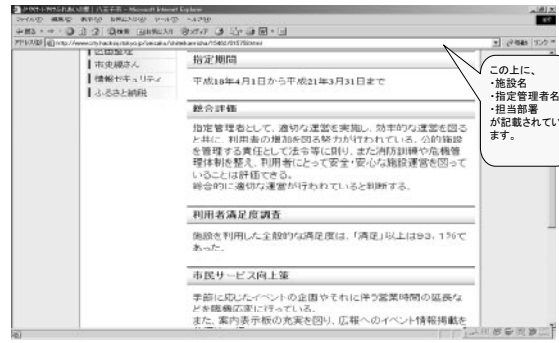 八王子市 | - Microsoft Internet Explorer
市史編さん
情報セキュリティ
ふるさと納税
指定期間
平成18年4月1日から平成21年3月31日まで
総合評価
指定管理者として、適切な運営を実施し、効率的な運営を図る
と共に、利用者の増加を図る努力が行われている。公的施設
を管理する責任として法令等に則り、また消防訓練や危機管
理体制を整え、利用者にとって安全・安心な施設運営を図って
いることは評価できる。
総合的に適切な運営が行われていると判断する。
利用者満足度調査
施設を利用した全般的な満足度は、「満足」以上は93．1％で
あった。
市民サービス向上策
季節に応じたイベントの企画やそれに伴う営業時間の延長な
どを臨機応変に行っている。
また、案内表示板の充実を図り、広報へのイベント情報掲載を
この上に、
・施設名
・指定管理者名
・担当部署
が記載されてい
ます。